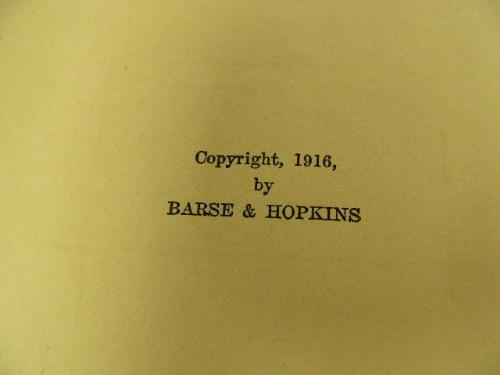 Copyright, 1916,
by
BARSE & HOPKINS